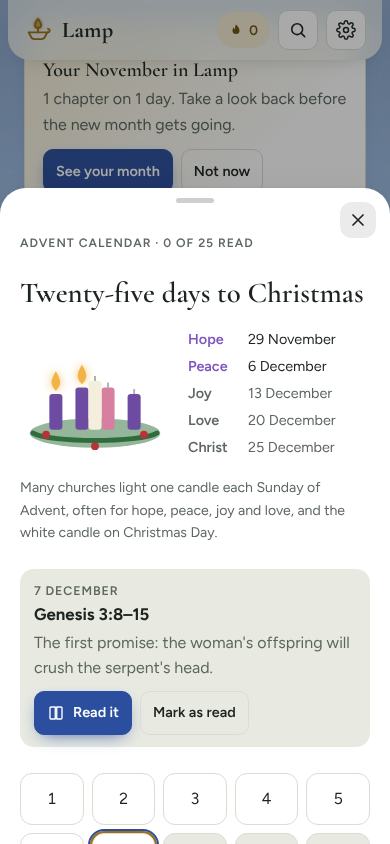 Lamp
0
Your November in Lamp
1 chapter on 1 day. Take a look back before
the new month gets going.
See your month
Not now
ADVENT CALENDAR · 0 OF 25 READ
Twenty-five days to Christmas
Hope 29 November
Peace 6 December
Joy 13 December
Love 20 December
Christ 25 December
Many churches light one candle each Sunday of
Advent, often for hope, peace, joy and love, and the
white candle on Christmas Day.
7 DECEMBER
Genesis 3:8–15
The first promise: the woman's offspring will
crush the serpent's head.
Read it
Mark as read
1 2 3 4 5